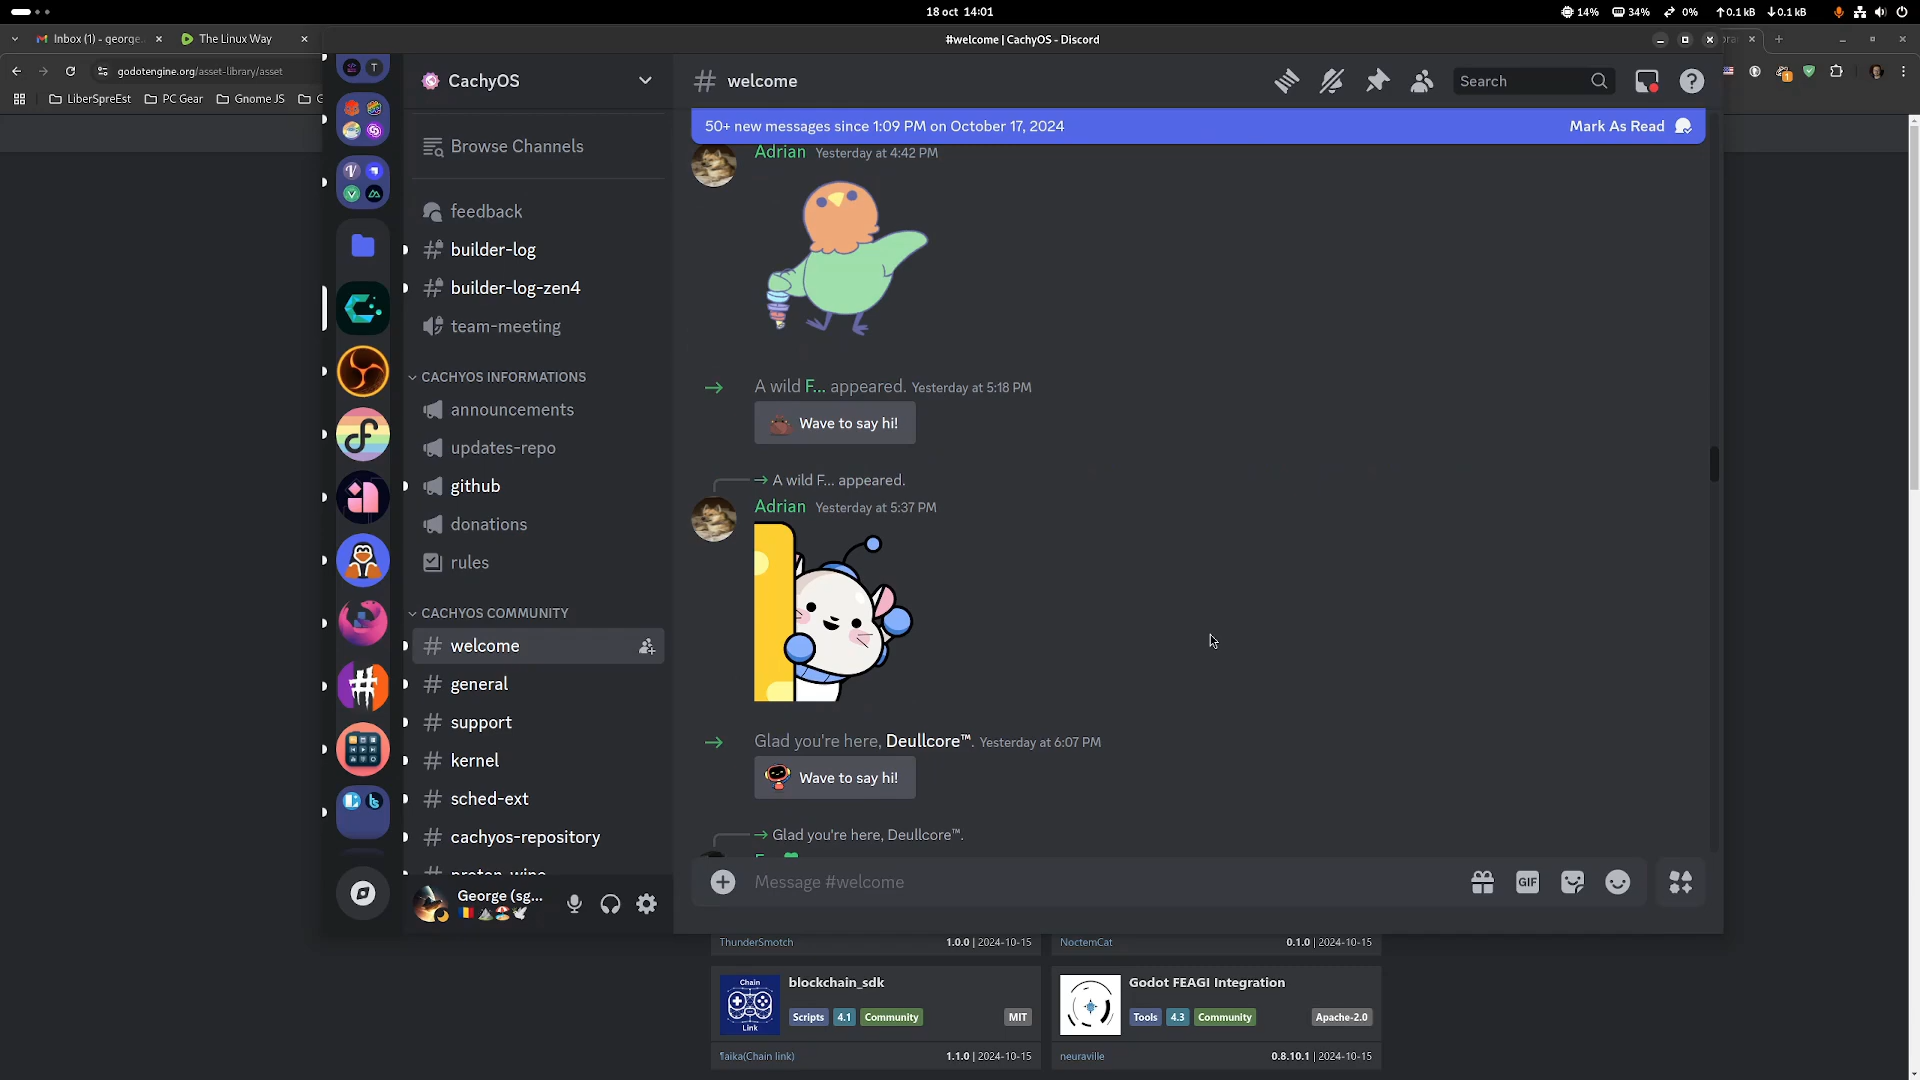 18 oct 14:01
14%
34%
0%
↑0.1 kB ↓0.1 kB
Inbox (1) - george.
The Linux Way
#welcome | CachyOS - Discord
godotengine.org/asset-library/asset
LiberSpreEst
PC Gear
Gnome JS
G
1
T
CachyOS
welcome
Search
50+ new messages since 1:09 PM on October 17, 2024
Mark As Read
Browse Channels
feedback
builder-log
builder-log-zen4
team-meeting
CACHYOS INFORMATIONS
announcements
updates-repo
github
donations
rules
CACHYOS COMMUNITY
welcome
general
support
kernel
sched-ext
cachyos-repository
proton-wine
George (sg...
Adrian Yesterday at 4:42 PM
A wild F... appeared. Yesterday at 5:18 PM
Wave to say hi!
A wild F... appeared.
Adrian Yesterday at 5:37 PM
Glad you're here, Deullcore™. Yesterday at 6:07 PM
Wave to say hi!
Glad you're here, Deullcore™.
Message #welcome
GIF
ThunderSmotch
1.0.0 | 2024-10-15
NoctemCat
0.1.0 | 2024-10-15
Chain
Link
blockchain_sdk
Scripts 4.1 Community
MIT
Taika(Chain link)
1.1.0 | 2024-10-15
Godot FEAGI Integration
Tools 4.3 Community
Apache-2.0
neuraville
0.8.10.1 | 2024-10-15